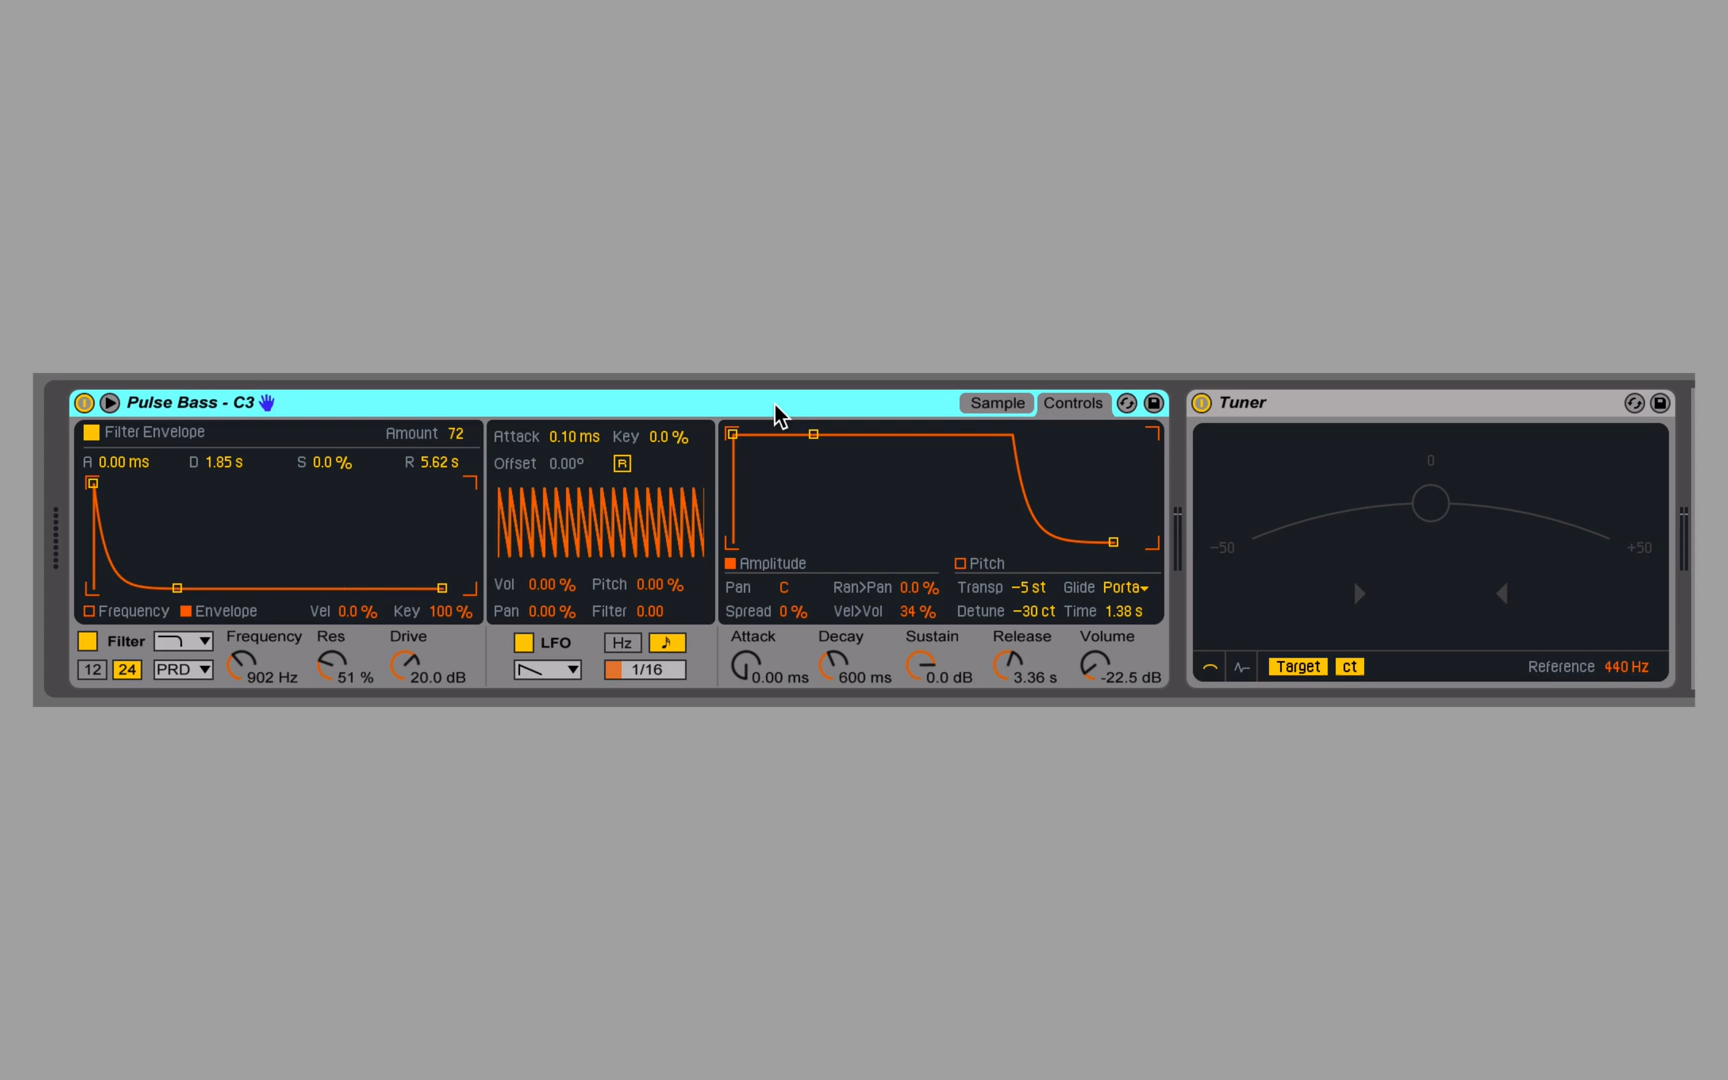 Pulse Bass - C3
Sample Controls
Filter Envelope Amount 72
A 0.00 ms D 1.85 s S 0.0 % R 5.62 s
Frequency Envelope Vel 0.0 % Key 100 %
Filter
12 24 PRD
Frequency 902 Hz
Res 51 %
Drive 20.0 dB
Attack 0.10 ms Key 0.0 %
Offset 0.00° R
Vol 0.00 % Pitch 0.00 %
Pan 0.00 % Filter 0.00
LFO Hz ♪
1/16
Amplitude Pitch
Pan C Ran>Pan 0.0 % Transp -5 st Glide Porta
Spread 0 % Vel>Vol 34 % Detune -30 ct Time 1.38 s
Attack Decay Sustain Release Volume
0.00 ms 600 ms 0.0 dB 3.36 s -22.5 dB
Tuner
0
-50 +50
Target ct Reference 440 Hz